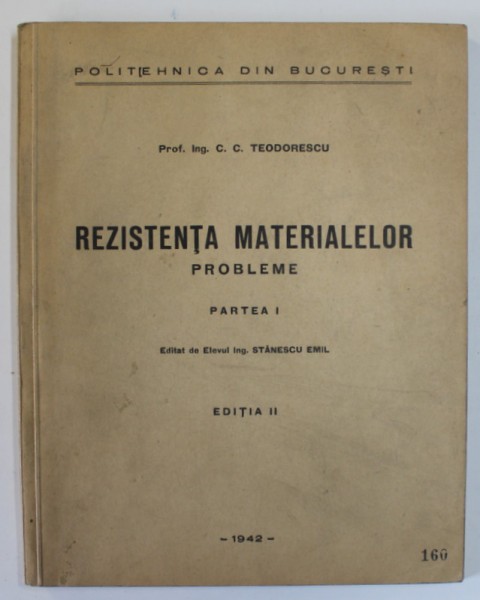 POLITEHNICA DIN BUCUREȘTI
Prof. Ing. C. C. TEODORESCU
REZISTENȚA MATERIALELOR
PROBLEME
PARTEA I
Editat de Elevul Ing. STĂNESCU EMIL
EDIȚIA II
– 1942 –
160